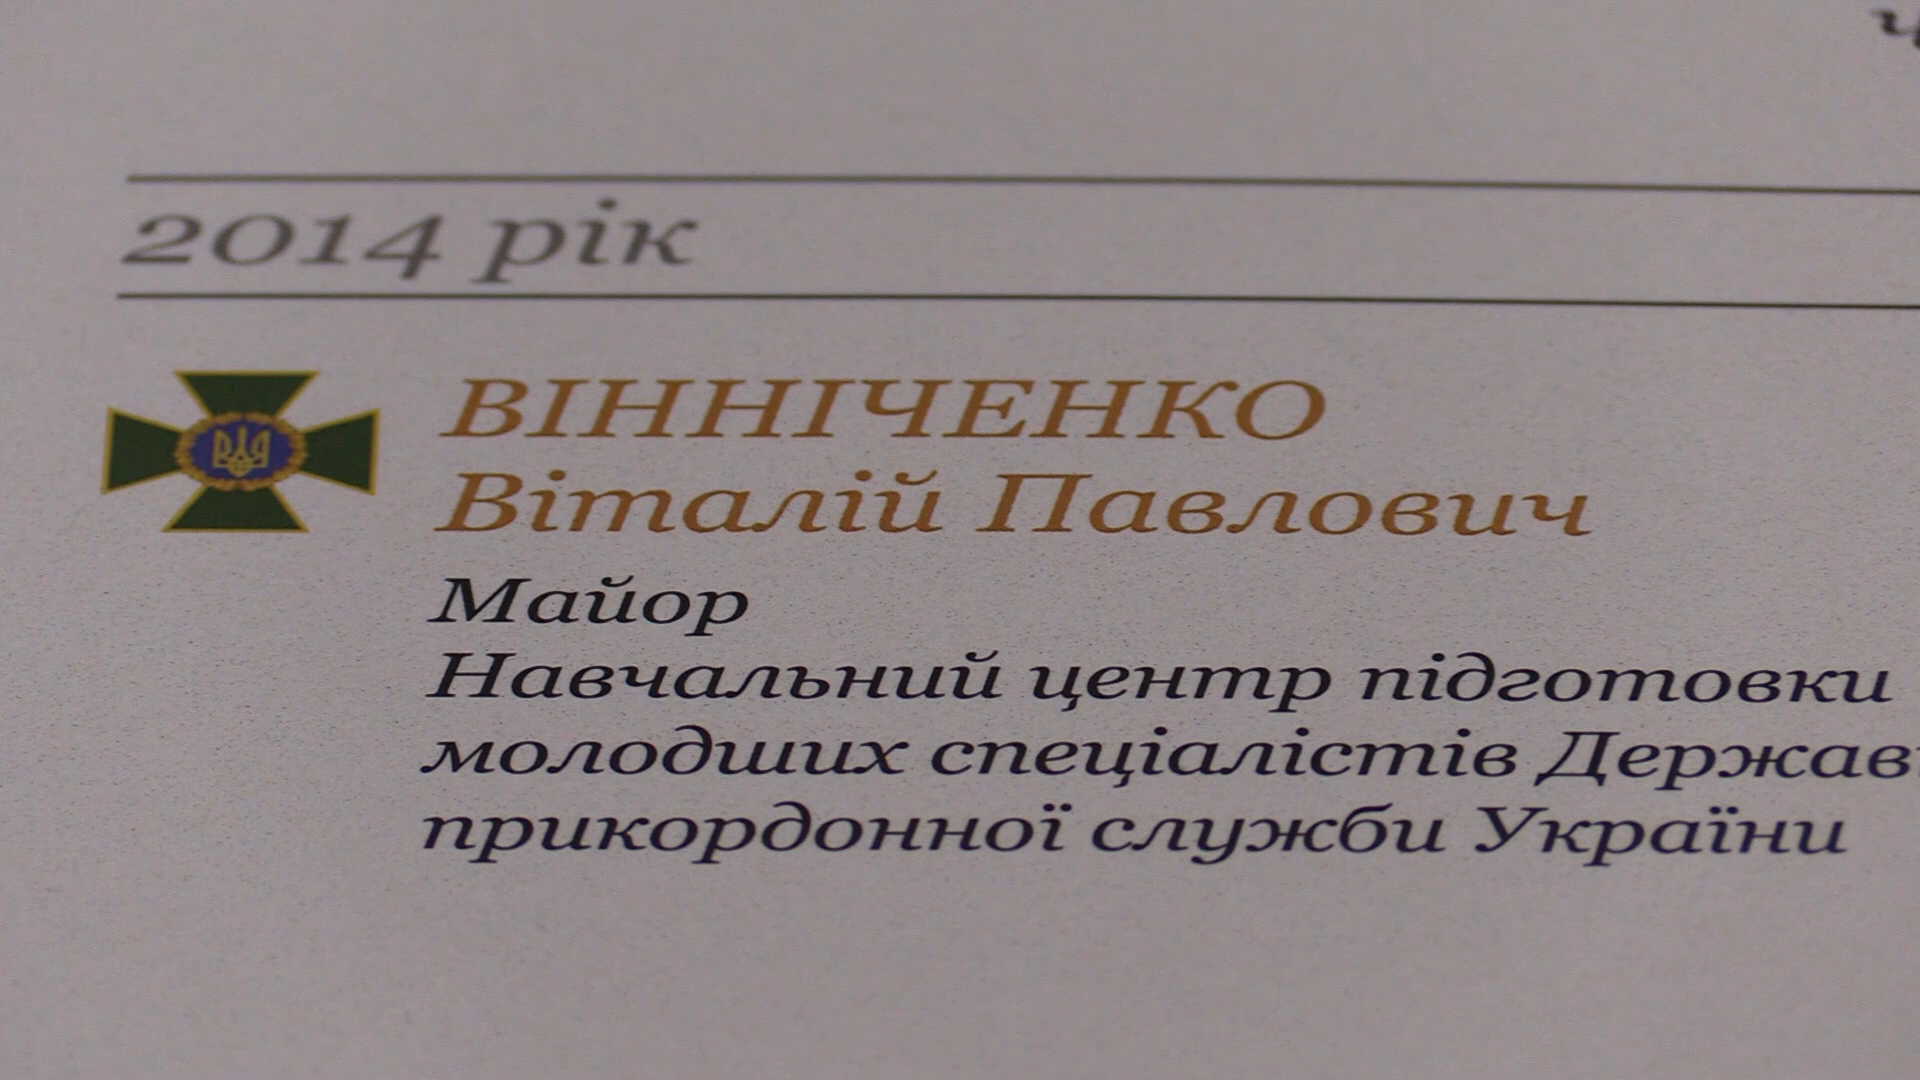 2014 рік
ВІННІЧЕНКО
Віталій Павлович
Майор
Навчальний центр підготовки
молодших спеціалістів Держав
прикордонної служби України